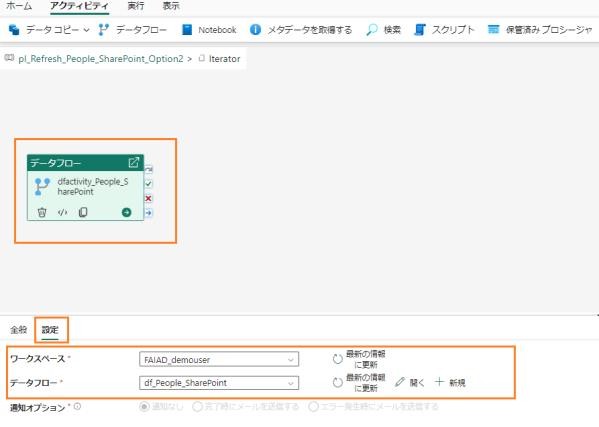 ホーム アクティビティ 実行 表示
データ コピー データフロー Notebook メタデータを取得する 検索 スクリプト 保管済み プロシージャ
pl_Refresh_People_SharePoint_Option2 > Iterator
データフロー
dfactivity_People_S
harePoint
全般 設定
ワークスペース * FAIAD_demouser 最新の情報
に更新
データフロー * df_People_SharePoint 最新の情報
に更新 開く 新規
通知オプション * 通知なし 完了時にメールを送信する エラー発生時にメールを送信する